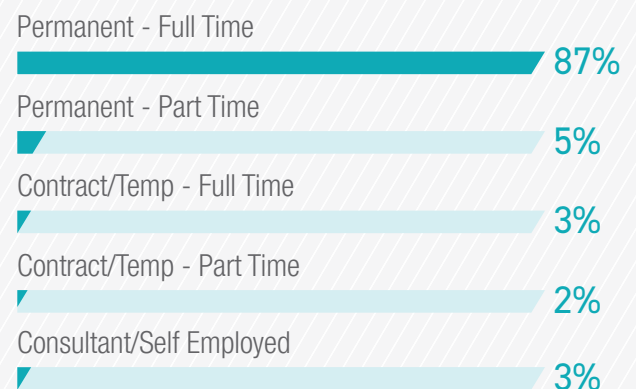 Permanent - Full Time
87%
Permanent - Part Time
5%
Contract/Temp - Full Time
3%
Contract/Temp - Part Time
2%
Consultant/Self Employed
3%